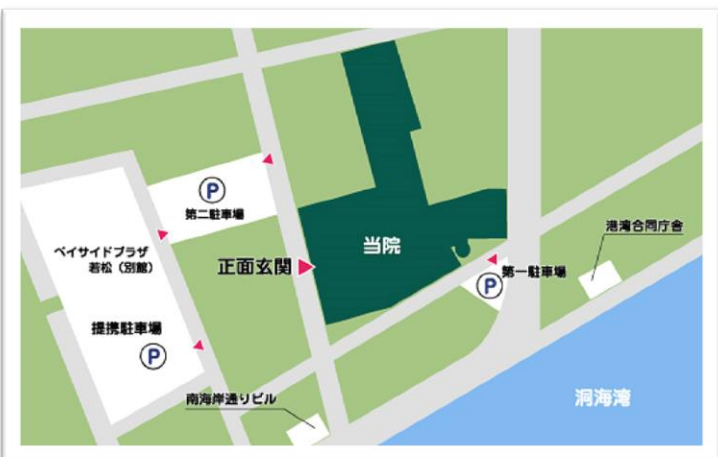 P
第二駐車場
港湾合同庁舎
ベイサイドプラザ
若松（別館）
正面玄関
当院
第一駐車場
P
提携駐車場
P
南海岸通りビル
洞海湾